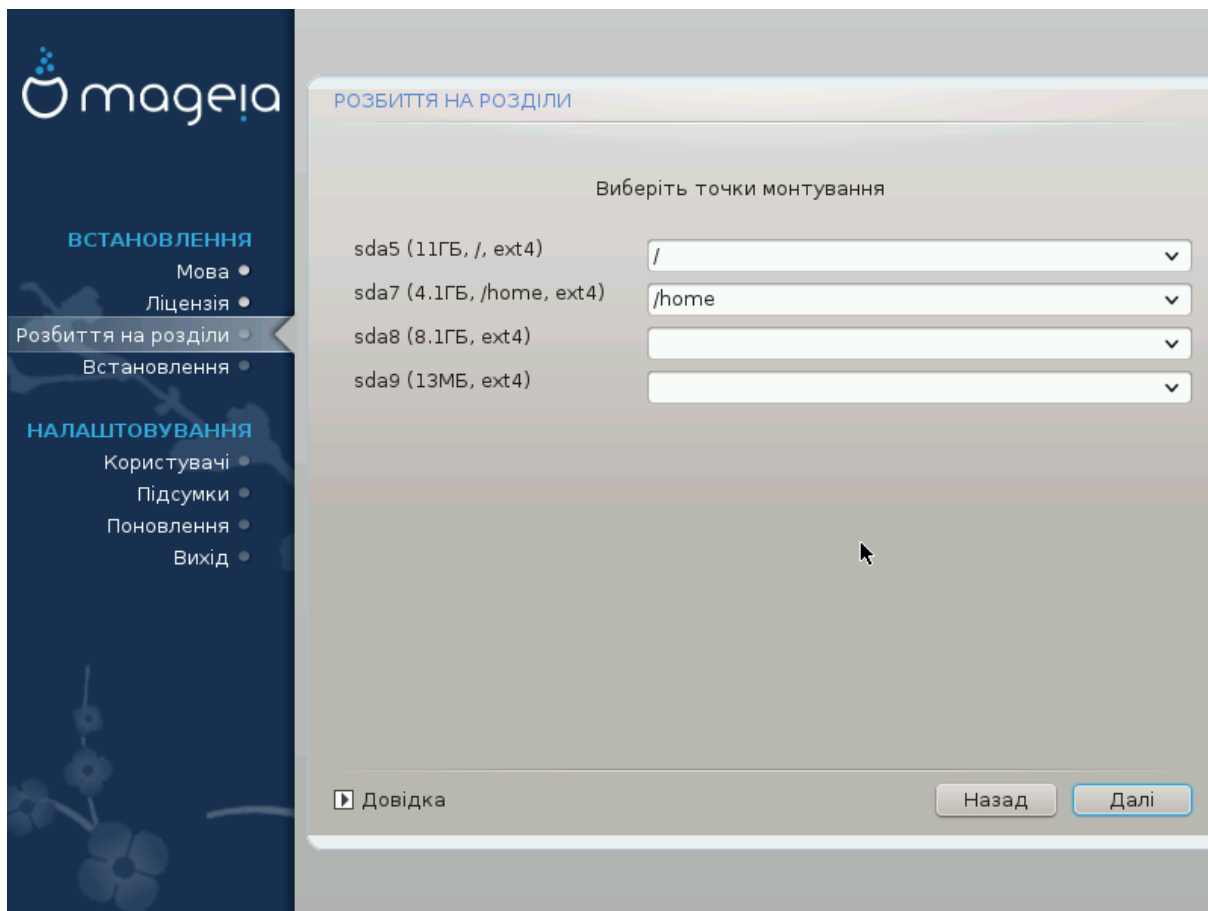 mageia
ВСТАНОВЛЕННЯ
Мова
Ліцензія
Розбиття на розділи
Встановлення
НАЛАШТОВУВАННЯ
Користувачі
Підсумки
Поновлення
Вихід
РОЗБИТТЯ НА РОЗДІЛИ
Виберіть точки монтування
sda5 (11ГБ, /, ext4) /
sda7 (4.1ГБ, /home, ext4) /home
sda8 (8.1ГБ, ext4)
sda9 (13МБ, ext4)
Довідка Назад Далі